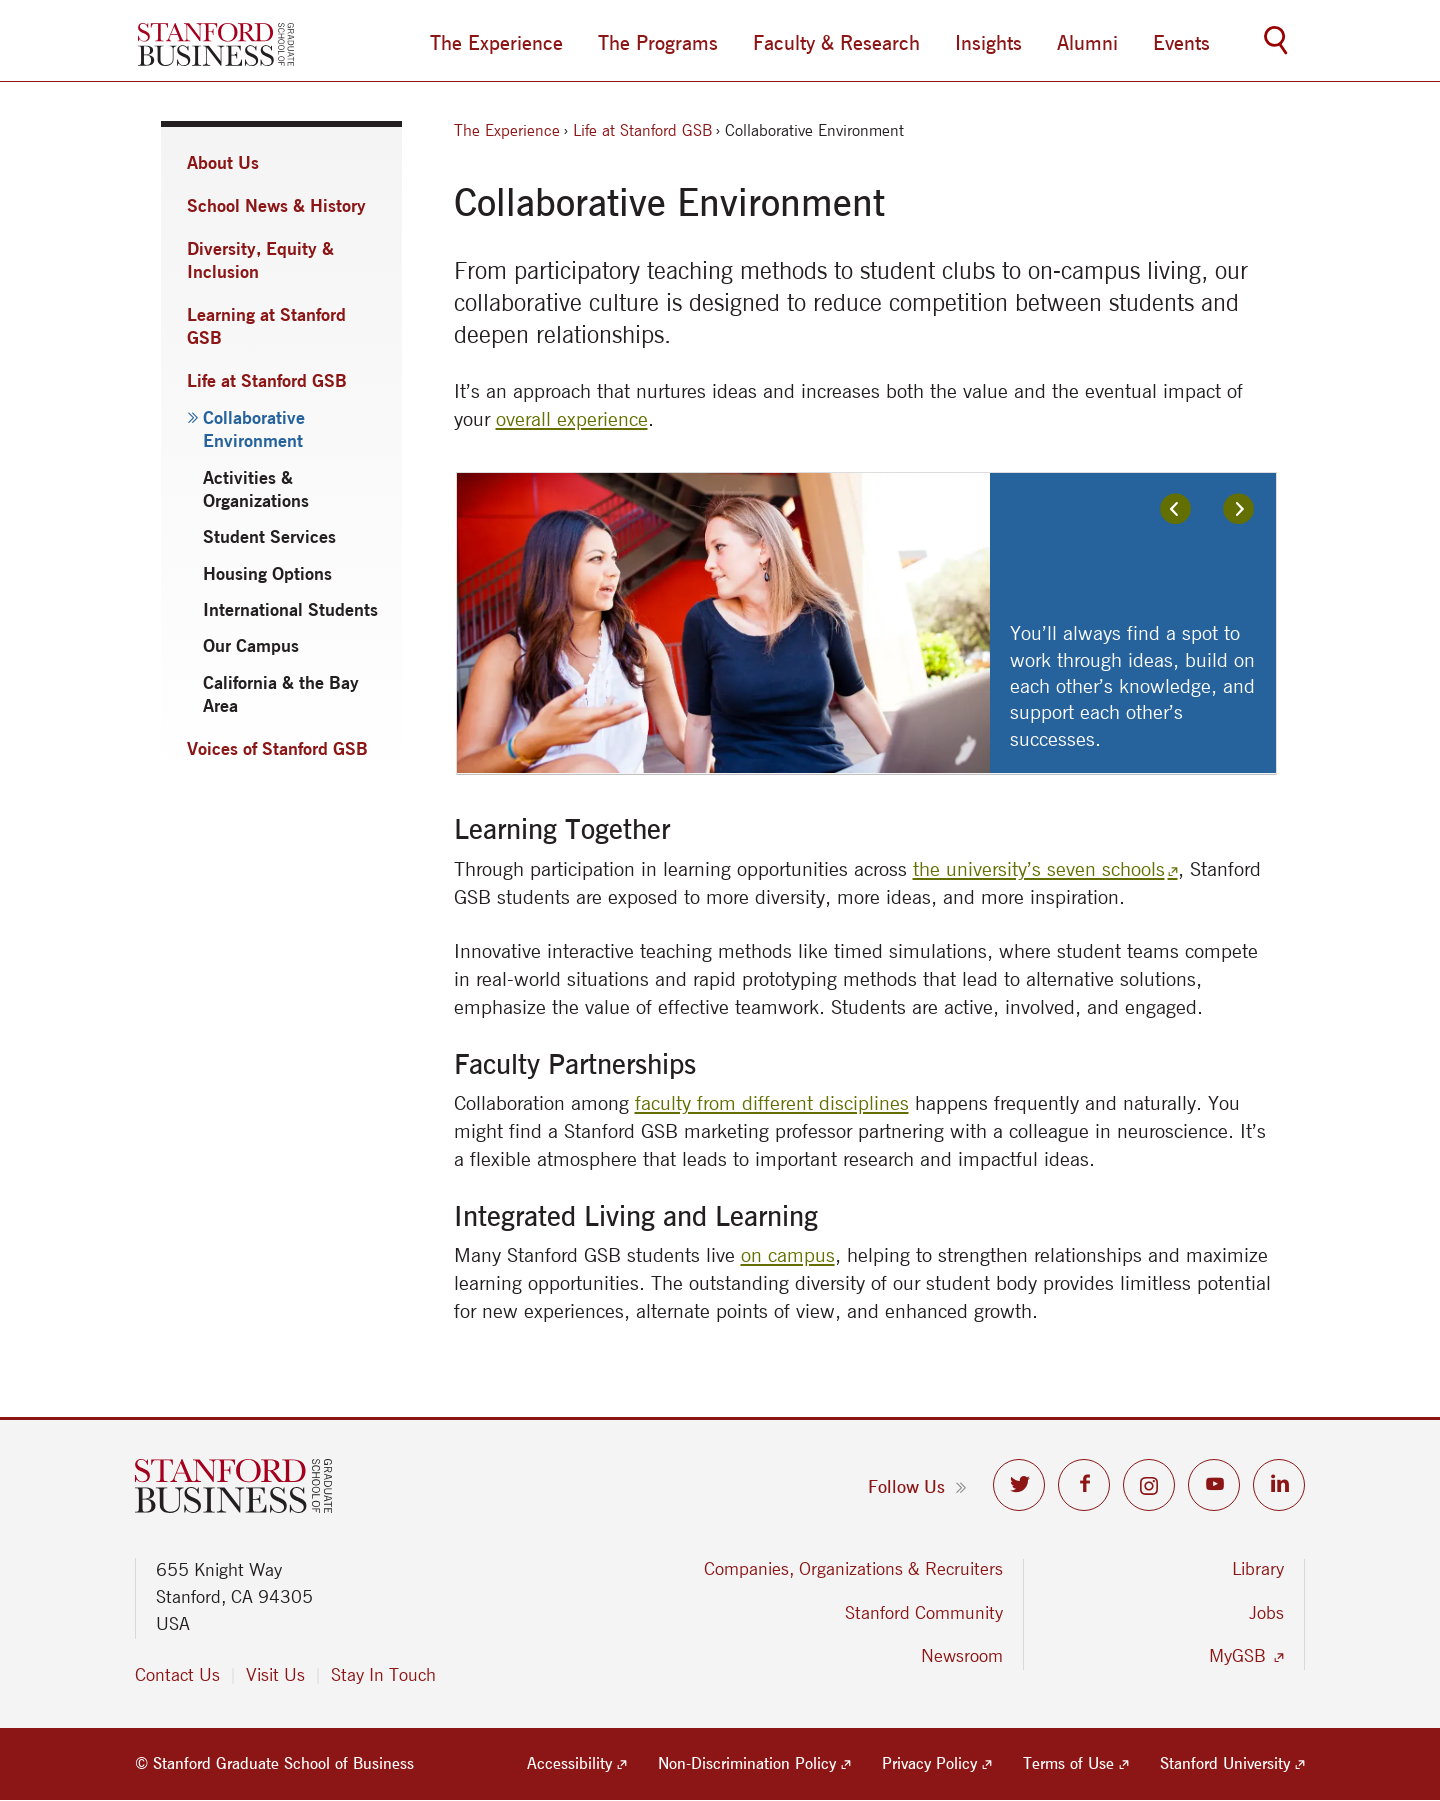 STANFORD
BUSINESS
GRADUATE
SCHOOL OF
The Experience
The Programs
Faculty & Research
Insights
Alumni
Events
About Us
School News & History
Diversity, Equity &
Inclusion
Learning at Stanford
GSB
Life at Stanford GSB
» Collaborative
Environment
Activities &
Organizations
Student Services
Housing Options
International Students
Our Campus
California & the Bay
Area
Voices of Stanford GSB
The Experience › Life at Stanford GSB › Collaborative Environment
Collaborative Environment
From participatory teaching methods to student clubs to on-campus living, our
collaborative culture is designed to reduce competition between students and
deepen relationships.
It’s an approach that nurtures ideas and increases both the value and the eventual impact of
your overall experience.
You’ll always find a spot to
work through ideas, build on
each other’s knowledge, and
support each other’s
successes.
Learning Together
Through participation in learning opportunities across the university’s seven schools, Stanford
GSB students are exposed to more diversity, more ideas, and more inspiration.
Innovative interactive teaching methods like timed simulations, where student teams compete
in real-world situations and rapid prototyping methods that lead to alternative solutions,
emphasize the value of effective teamwork. Students are active, involved, and engaged.
Faculty Partnerships
Collaboration among faculty from different disciplines happens frequently and naturally. You
might find a Stanford GSB marketing professor partnering with a colleague in neuroscience. It’s
a flexible atmosphere that leads to important research and impactful ideas.
Integrated Living and Learning
Many Stanford GSB students live on campus, helping to strengthen relationships and maximize
learning opportunities. The outstanding diversity of our student body provides limitless potential
for new experiences, alternate points of view, and enhanced growth.
STANFORD
BUSINESS
GRADUATE
SCHOOL OF
Follow Us »
655 Knight Way
Stanford, CA 94305
USA
Contact Us | Visit Us | Stay In Touch
Companies, Organizations & Recruiters
Stanford Community
Newsroom
Library
Jobs
MyGSB
© Stanford Graduate School of Business
Accessibility
Non-Discrimination Policy
Privacy Policy
Terms of Use
Stanford University